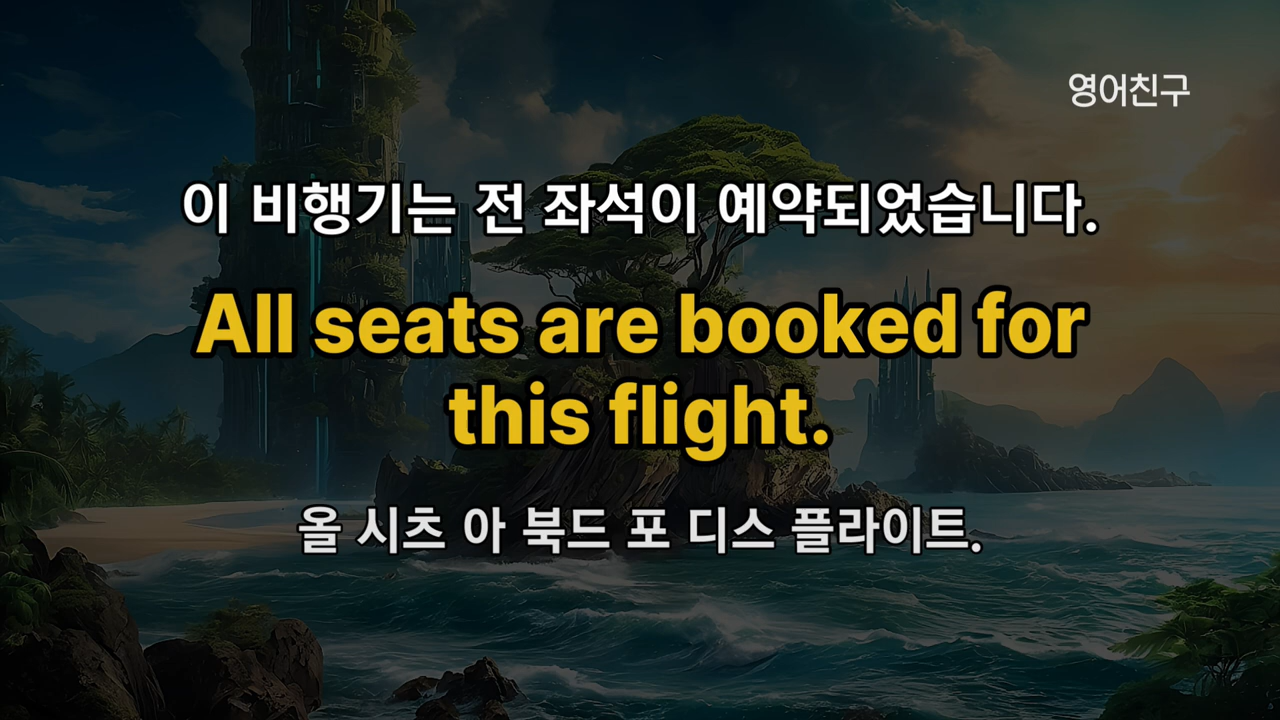 영어친구
이 비행기는 전 좌석이 예약되었습니다.
All seats are booked for
this flight.
올 시츠 아 북드 포 디스 플라이트.